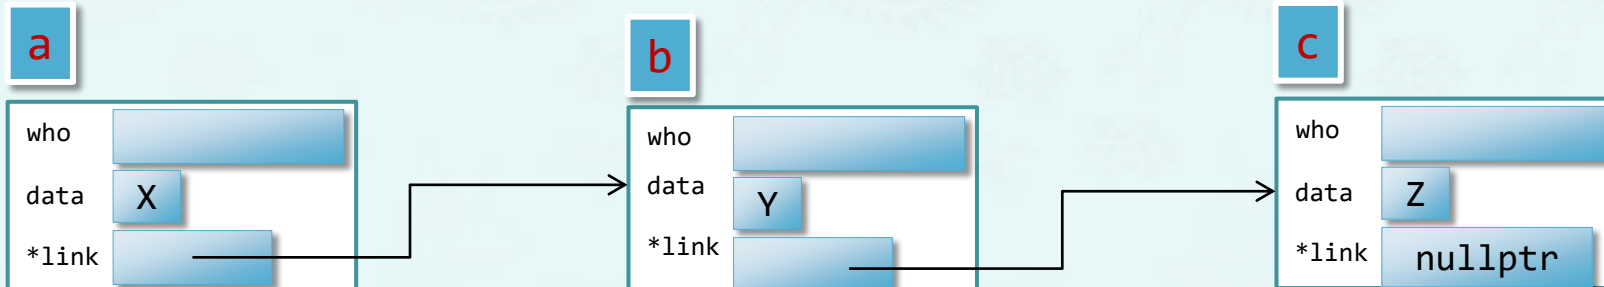 a
who
data X
*link
b
who
data Y
*link
c
who
data Z
*link nullptr